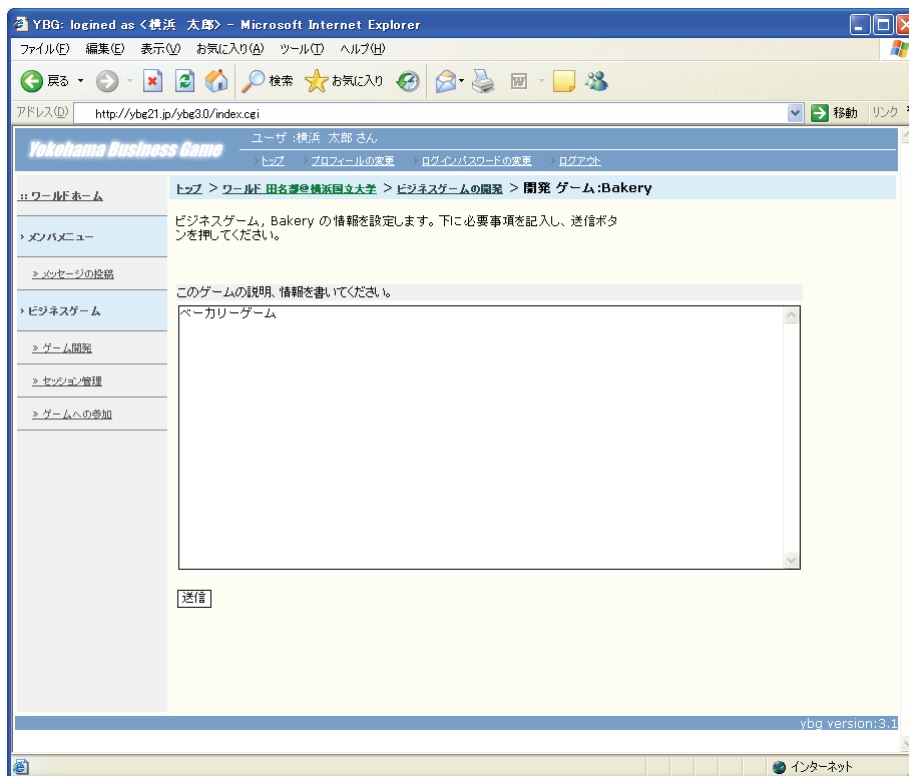 YBG: logined as <横浜 太郎> - Microsoft Internet Explorer
ファイル(F) 編集(E) 表示(V) お気に入り(A) ツール(T) ヘルプ(H)
戻る 検索 お気に入り
アドレス(D) http://ybg21.jp/ybg3.0/index.cgi 移動 リンク
Yokohama Business Game
ユーザ :横浜 太郎 さん
トップ プロフィールの変更 ログインパスワードの変更 ログアウト
:: ワールドホーム
› メンバメニュー
» メッセージの投稿
› ビジネスゲーム
» ゲーム開発
» セッション管理
» ゲームへの参加
トップ > ワールド 田名部@横浜国立大学 > ビジネスゲームの開発 > 開発 ゲーム:Bakery
ビジネスゲーム, Bakery の情報を設定します。下に必要事項を記入し、送信ボタ
ンを押してください。
このゲームの説明、情報を書いてください。
ベーカリーゲーム
送信
ybg version:3.1
インターネット